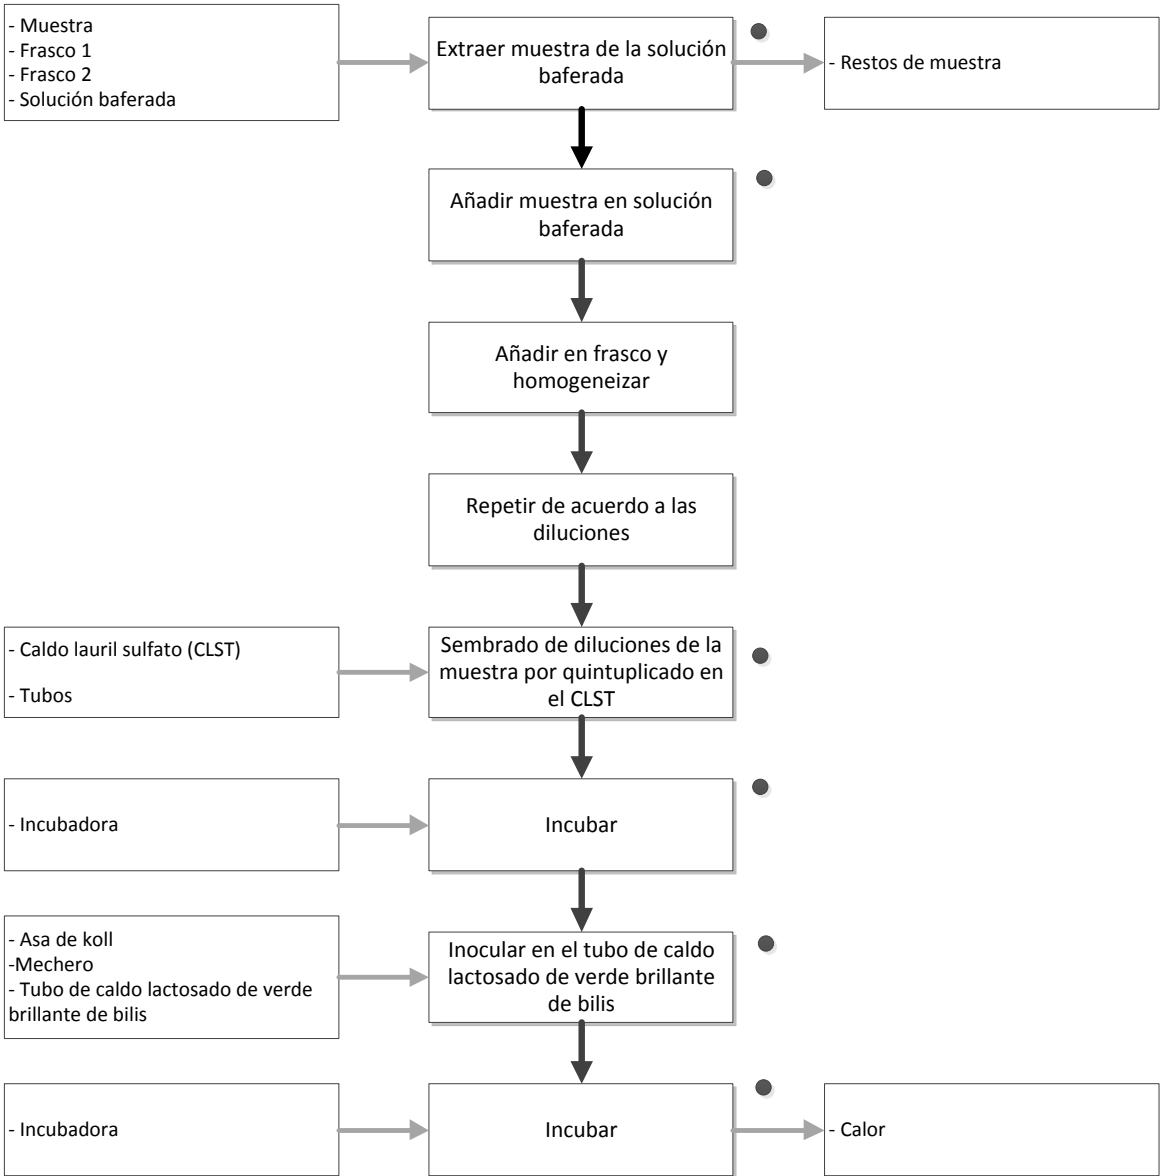 - Muestra
- Frasco 1
- Frasco 2
- Solución baferada
Extraer muestra de la solución
baferada
- Restos de muestra
Añadir muestra en solución
baferada
Añadir en frasco y
homogeneizar
Repetir de acuerdo a las
diluciones
- Caldo lauril sulfato (CLST)
- Tubos
Sembrado de diluciones de la
muestra por quintuplicado en
el CLST
- Incubadora
Incubar
- Asa de koll
-Mechero
- Tubo de caldo lactosado de verde
brillante de bilis
Inocular en el tubo de caldo
lactosado de verde brillante
de bilis
- Incubadora
Incubar
- Calor